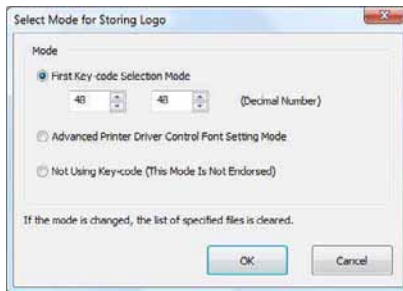 Select Mode for Storing Logo
Mode
First Key-code Selection Mode
48 48 (Decimal Number)
Advanced Printer Driver Control Font Setting Mode
Not Using Key-code (This Mode Is Not Endorsed)
If the mode is changed, the list of specified files is cleared.
OK Cancel